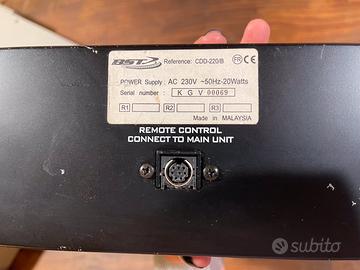 BST Reference: CDD-220/B FR CE
POWER Supply: AC 230V ~50Hz-20Watts
Serial number : K G V 00069
R1 R2 R3
Made in MALAYSIA
REMOTE CONTROL
CONNECT TO MAIN UNIT
subito